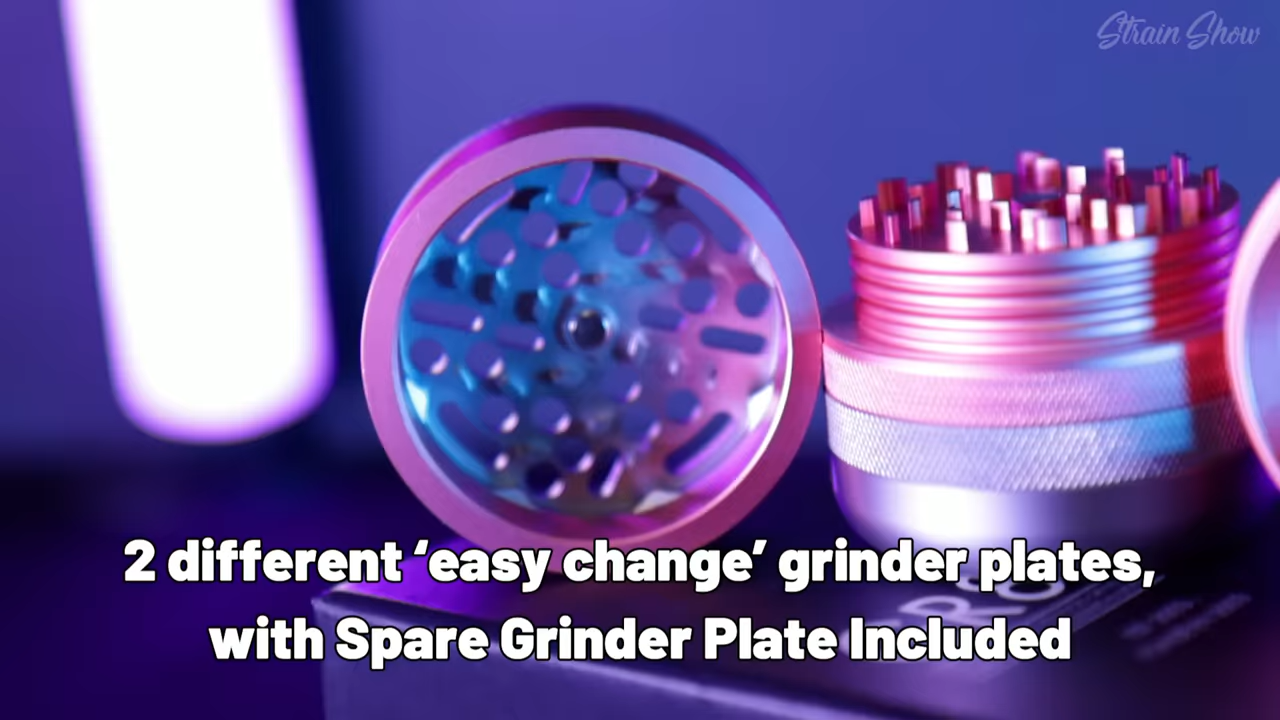 Strain Show
2 different ‘easy change’ grinder plates,
with Spare Grinder Plate Included